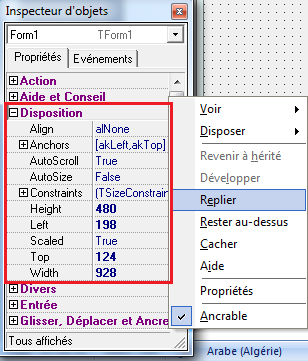 Inspecteur d'objets
Form1 TForm1
Propriétés Evénements
Action
Aide et Conseil
Disposition
Align alNone
Anchors [akLeft,akTop]
AutoScroll True
AutoSize False
Constraints (TSizeConstrain
Height 480
Left 198
Scaled True
Top 124
Width 928
Divers
Entrée
Glisser, Déplacer et Ancre
Tous affichés
Voir
Disposer
Revenir à hérité
Développer
Replier
Rester au-dessus
Cacher
Aide
Propriétés
Ancrable
Arabe (Algérie)